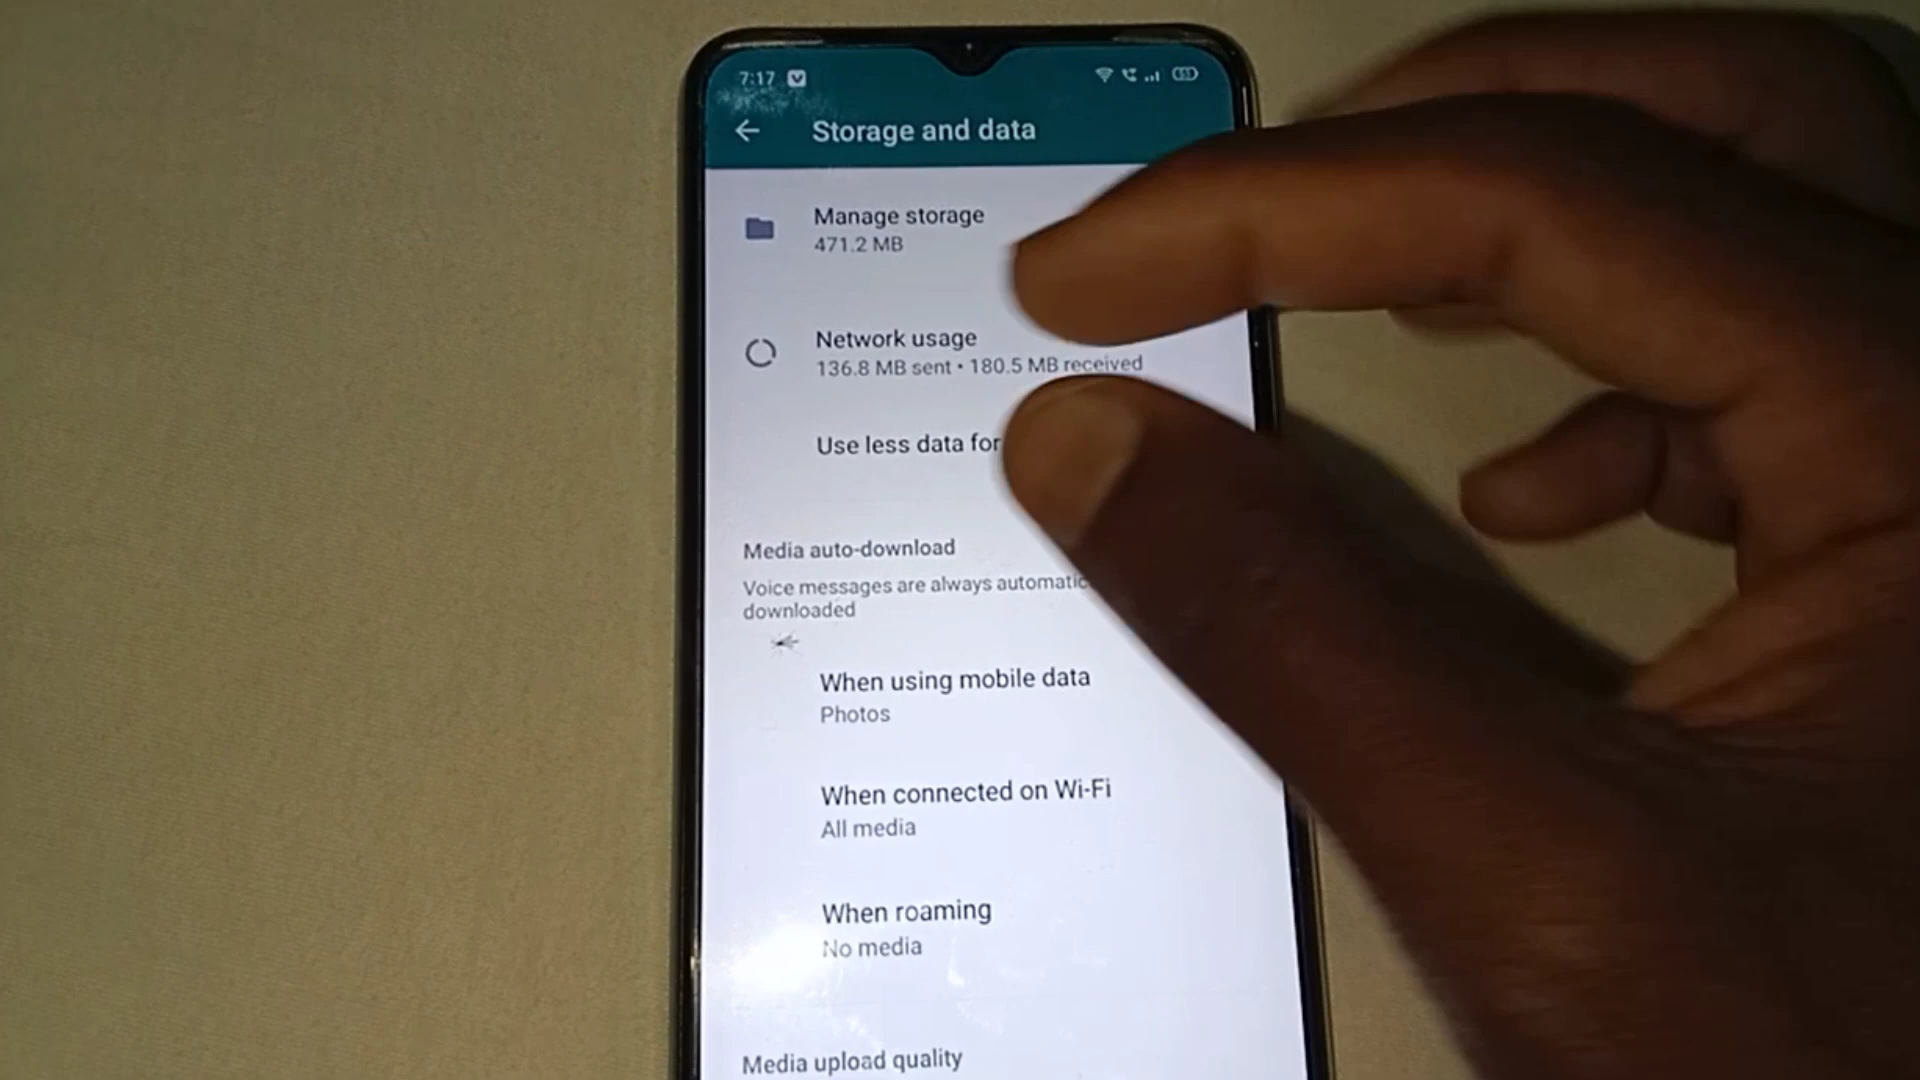 7:17
Storage and data
Manage storage
471.2 MB
Network usage
136.8 MB sent • 180.5 MB received
Use less data for
Media auto-download
Voice messages are always automatic
downloaded
When using mobile data
Photos
When connected on Wi-Fi
All media
When roaming
No media
Media upload quality